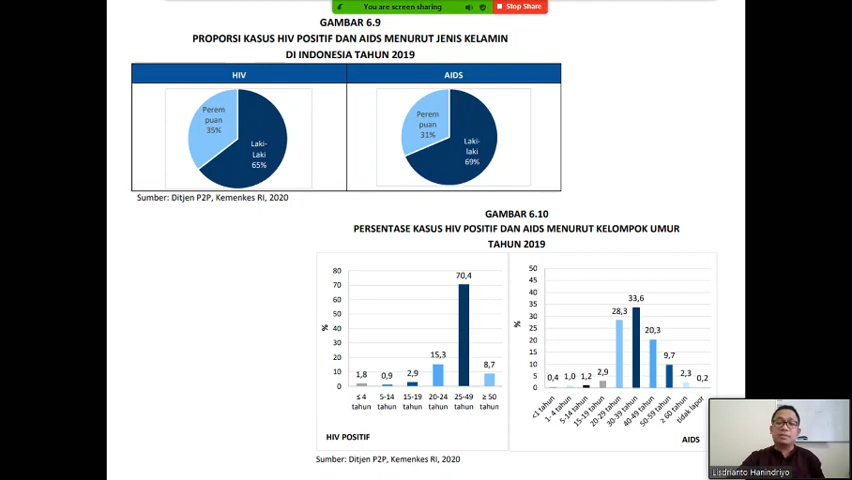 You are screen sharing
Stop Share
GAMBAR 6.9
PROPORSI KASUS HIV POSITIF DAN AIDS MENURUT JENIS KELAMIN
DI INDONESIA TAHUN 2019
HIV
AIDS
Perem
puan
35%
Laki-
Laki
65%
Perem
puan
31%
Laki-
laki
69%
Sumber: Ditjen P2P, Kemenkes RI, 2020
GAMBAR 6.10
PERSENTASE KASUS HIV POSITIF DAN AIDS MENURUT KELOMPOK UMUR
TAHUN 2019
80
70
60
50
40
30
20
10
0
%
1,8
0,9
2,9
15,3
70,4
8,7
≤ 4 tahun
5-14 tahun
15-19 tahun
20-24 tahun
25-49 tahun
≥ 50 tahun
HIV POSITIF
50
45
40
35
30
25
20
15
10
5
0
%
0,4
1,0
1,2
2,9
28,3
33,6
20,3
9,7
2,3
0,2
<1 tahun
1- 4 tahun
5-14 tahun
15-19 tahun
20-29 tahun
30-39 tahun
40-49 tahun
50-59 tahun
≥ 60 tahun
tidak lapor
AIDS
Sumber: Ditjen P2P, Kemenkes RI, 2020
Lisdrianto Hanindriyo